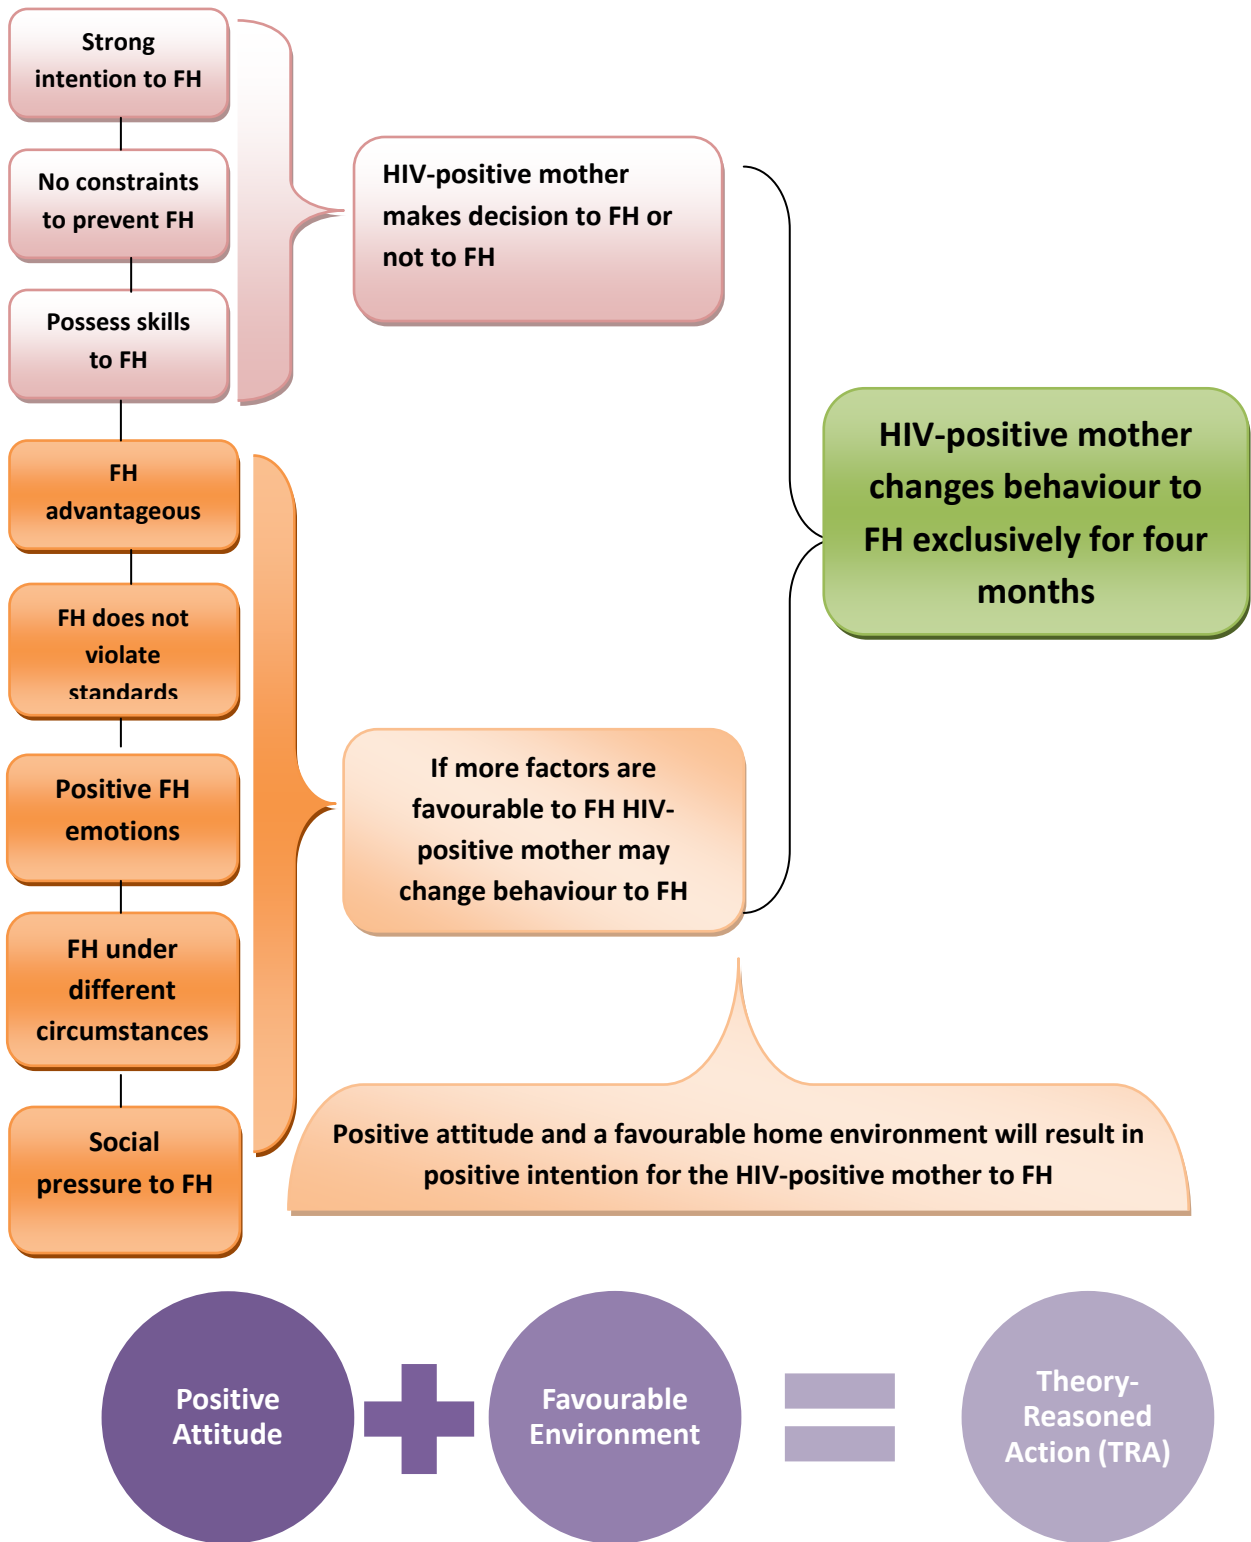 Strong
intention to FH
No constraints
to prevent FH
Possess skills
to FH
HIV-positive mother
makes decision to FH or
not to FH
FH
advantageous
FH does not
violate
standards
Positive FH
emotions
FH under
different
circumstances
Social
pressure to FH
If more factors are
favourable to FH HIV-
positive mother may
change behaviour to FH
HIV-positive mother
changes behaviour to
FH exclusively for four
months
Positive attitude and a favourable home environment will result in
positive intention for the HIV-positive mother to FH
Positive
Attitude
Favourable
Environment
Theory-
Reasoned
Action (TRA)